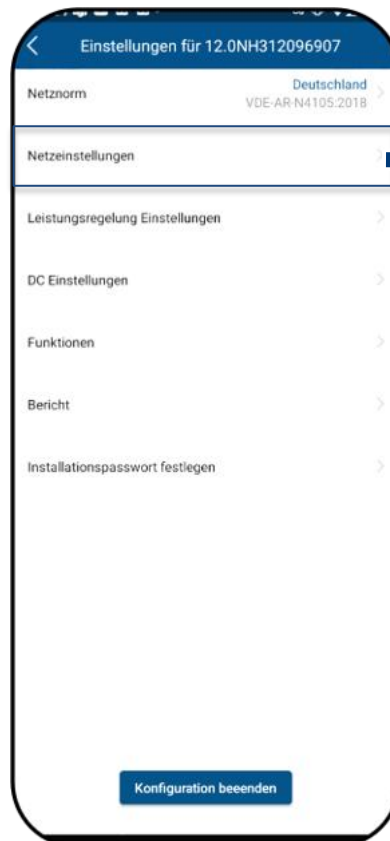 Einstellungen für 12.0NH312096907
Netznorm
Deutschland
VDE-AR-N4105:2018
Netzeinstellungen
Leistungsregelung Einstellungen
DC Einstellungen
Funktionen
Bericht
Installationspasswort festlegen
Konfiguration beeenden